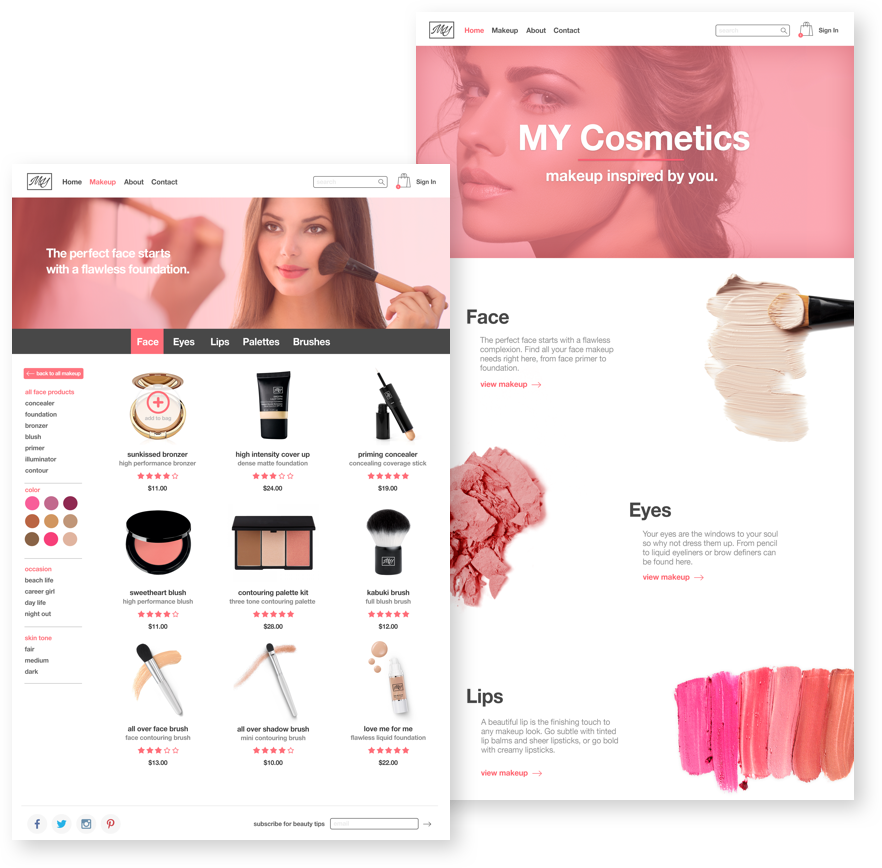 MY
Home Makeup About Contact
search
Sign In
MY Cosmetics
makeup inspired by you.
Face
The perfect face starts with a flawless
complexion. Find all your face makeup
needs right here, from face primer to
foundation.
view makeup
Eyes
Your eyes are the windows to your soul
so why not dress them up. From pencil
to liquid eyeliners or brow definers can
be found here.
view makeup
Lips
A beautiful lip is the finishing touch to
any makeup look. Go subtle with tinted
lip balms and sheer lipsticks, or go bold
with creamy lipsticks.
view makeup
MY
Home Makeup About Contact
search
Sign In
The perfect face starts
with a flawless foundation.
Face Eyes Lips Palettes Brushes
back to all makeup
all face products
concealer
foundation
bronzer
blush
primer
illuminator
contour
color
occasion
beach life
career girl
day life
night out
skin tone
fair
medium
dark
add to bag
sunkissed bronzer
high performance bronzer
$11.00
high intensity cover up
dense matte foundation
$24.00
priming concealer
concealing coverage stick
$19.00
sweetheart blush
high performance blush
$11.00
contouring palette kit
three tone contouring palette
$28.00
kabuki brush
full blush brush
$12.00
all over face brush
face contouring brush
$13.00
all over shadow brush
mini contouring brush
$10.00
love me for me
flawless liquid foundation
$22.00
subscribe for beauty tips